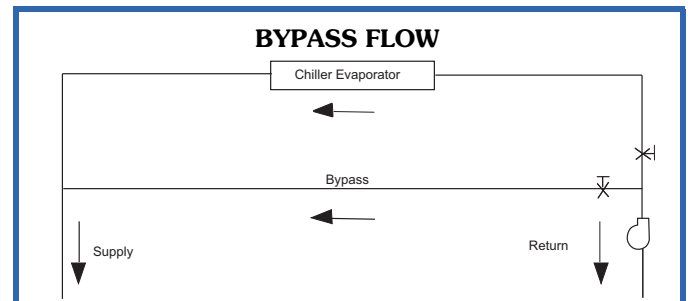 BYPASS FLOW
Chiller Evaporator
Bypass
Supply
Return